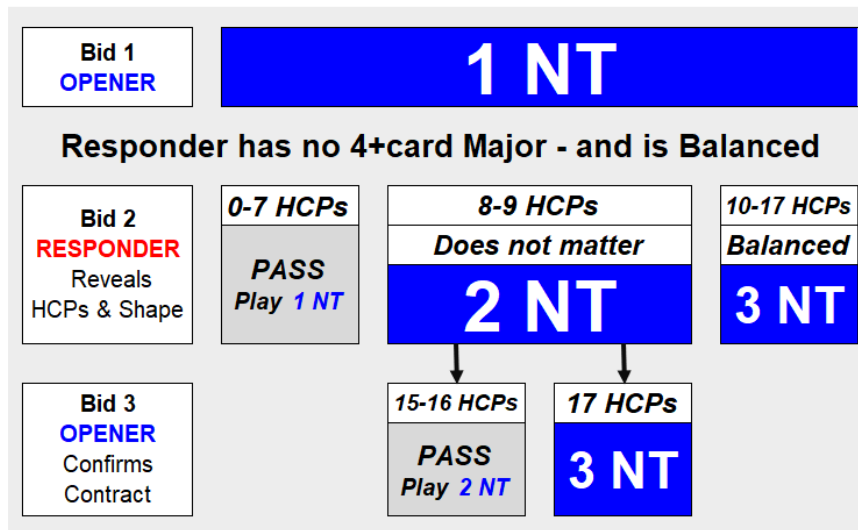 Bid 1
OPENER
1 NT
Responder has no 4+card Major - and is Balanced
Bid 2
RESPONDER
Reveals
HCPs & Shape
0-7 HCPs
PASS
Play 1 NT
8-9 HCPs
Does not matter
2 NT
10-17 HCPs
Balanced
3 NT
Bid 3
OPENER
Confirms
Contract
15-16 HCPs
PASS
Play 2 NT
17 HCPs
3 NT